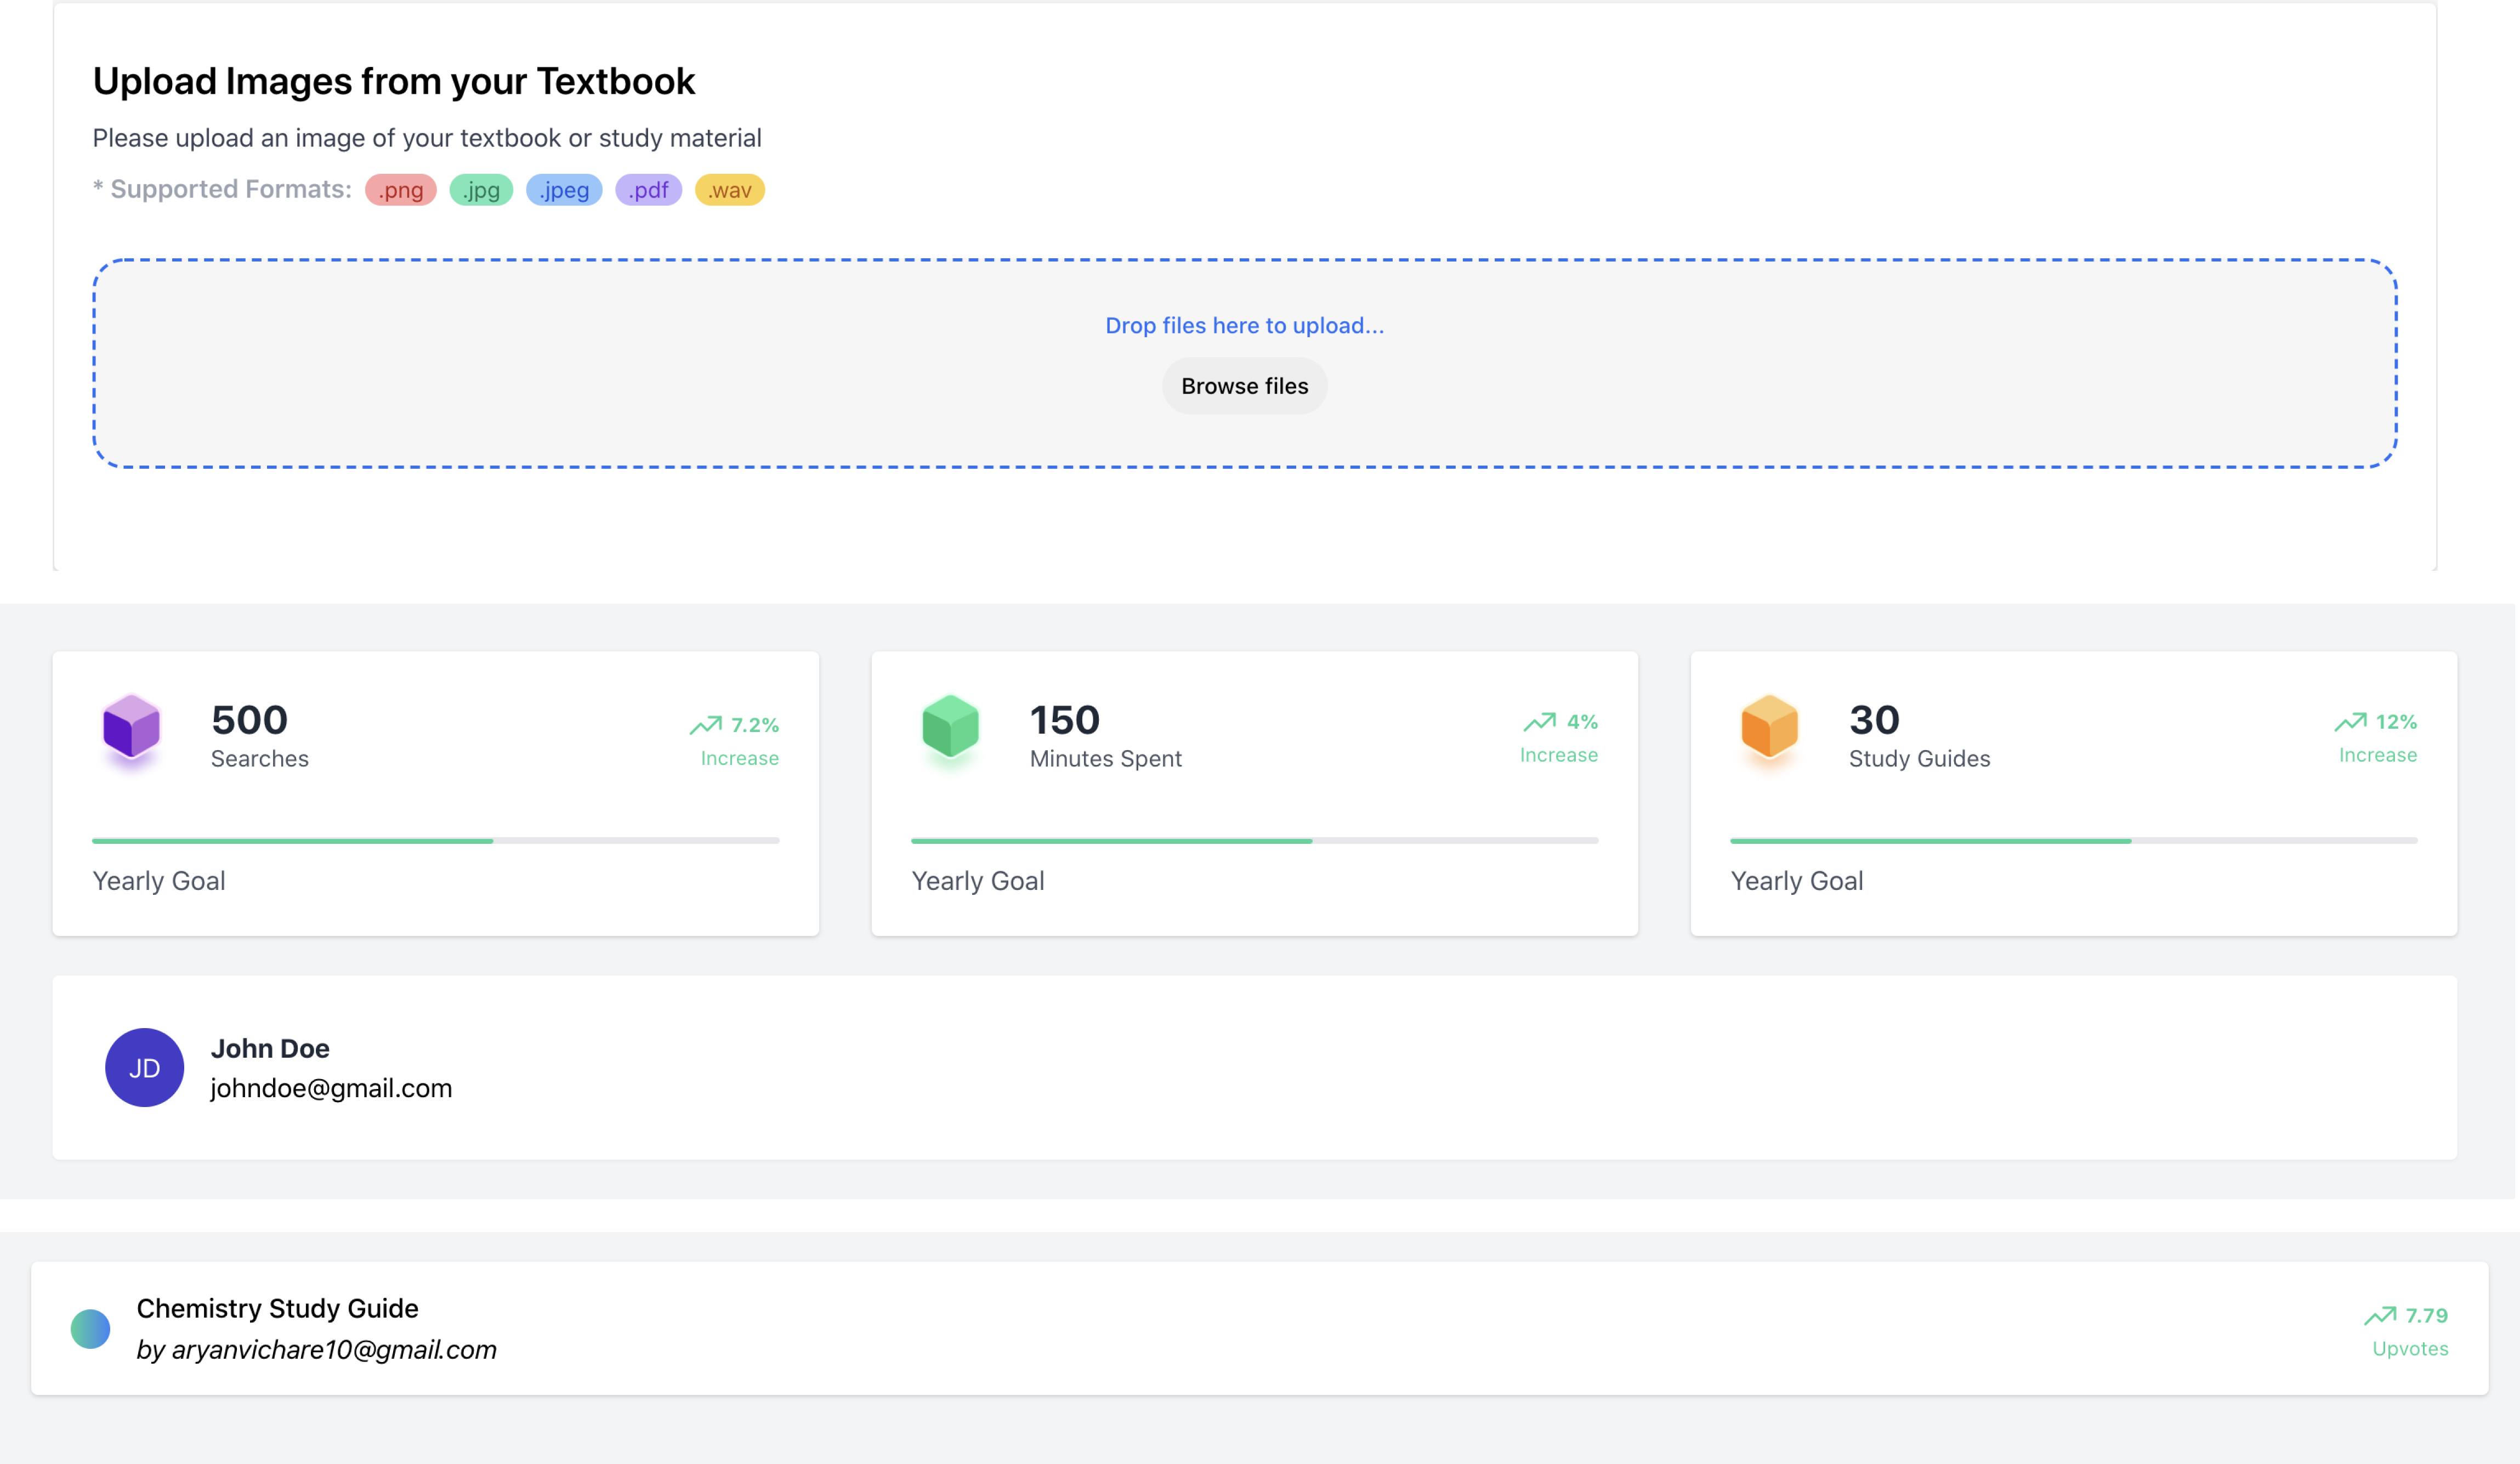 Upload Images from your Textbook
Please upload an image of your textbook or study material
* Supported Formats: .png .jpg .jpeg .pdf .wav
Drop files here to upload...
Browse files
500
Searches
7.2%
Increase
Yearly Goal
150
Minutes Spent
4%
Increase
Yearly Goal
30
Study Guides
12%
Increase
Yearly Goal
JD
John Doe
johndoe@gmail.com
Chemistry Study Guide
by aryanvichare10@gmail.com
7.79
Upvotes